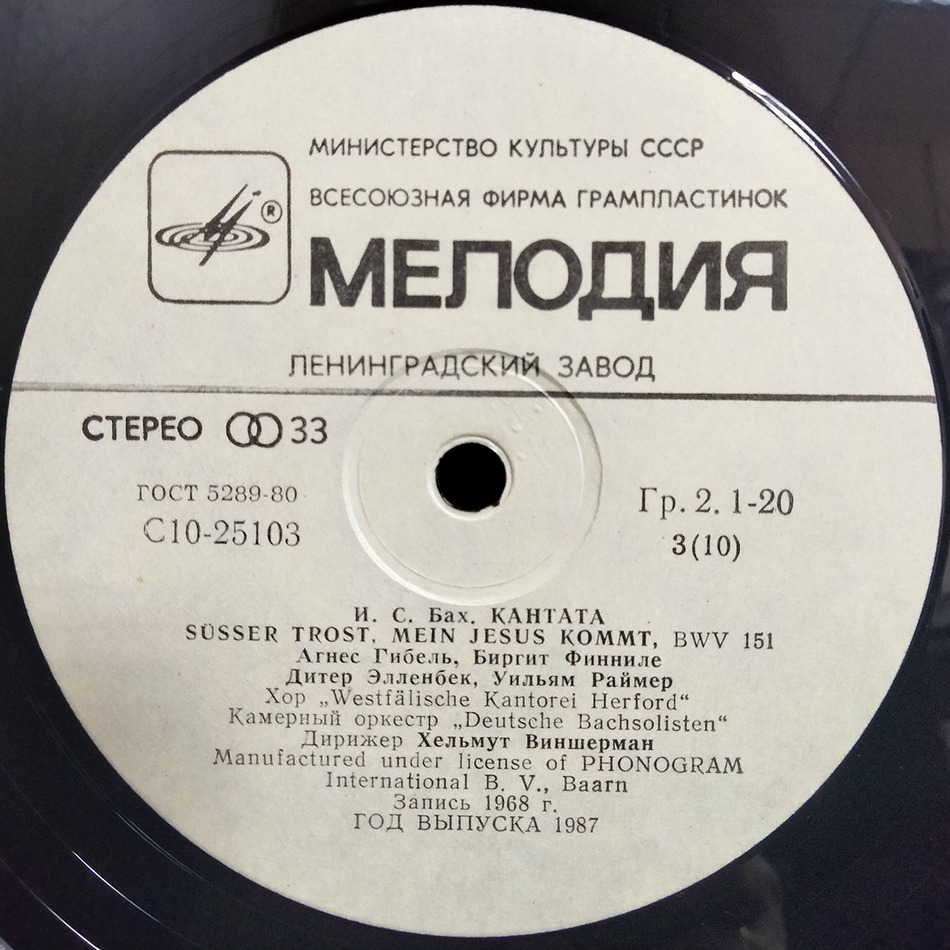 МИНИСТЕРСТВО КУЛЬТУРЫ СССР
ВСЕСОЮЗНАЯ ФИРМА ГРАМПЛАСТИНОК
®
МЕЛОДИЯ
ЛЕНИНГРАДСКИЙ ЗАВОД
СТЕРЕО 33
ГОСТ 5289-80
С10-25103
Гр. 2. 1-20
3(10)
И. С. Бах. КАНТАТА
SÜSSER TROST, MEIN JESUS KOMMT, BWV 151
Агнес Гибель, Биргит Финниле
Дитер Элленбек, Уильям Раймер
Хор „Westfälische Kantorei Herford“
Камерный оркестр „Deutsche Bachsolisten“
Дирижер Хельмут Виншерман
Manufactured under license of PHONOGRAM
International B. V., Baarn
Запись 1968 г.
ГОД ВЫПУСКА 1987